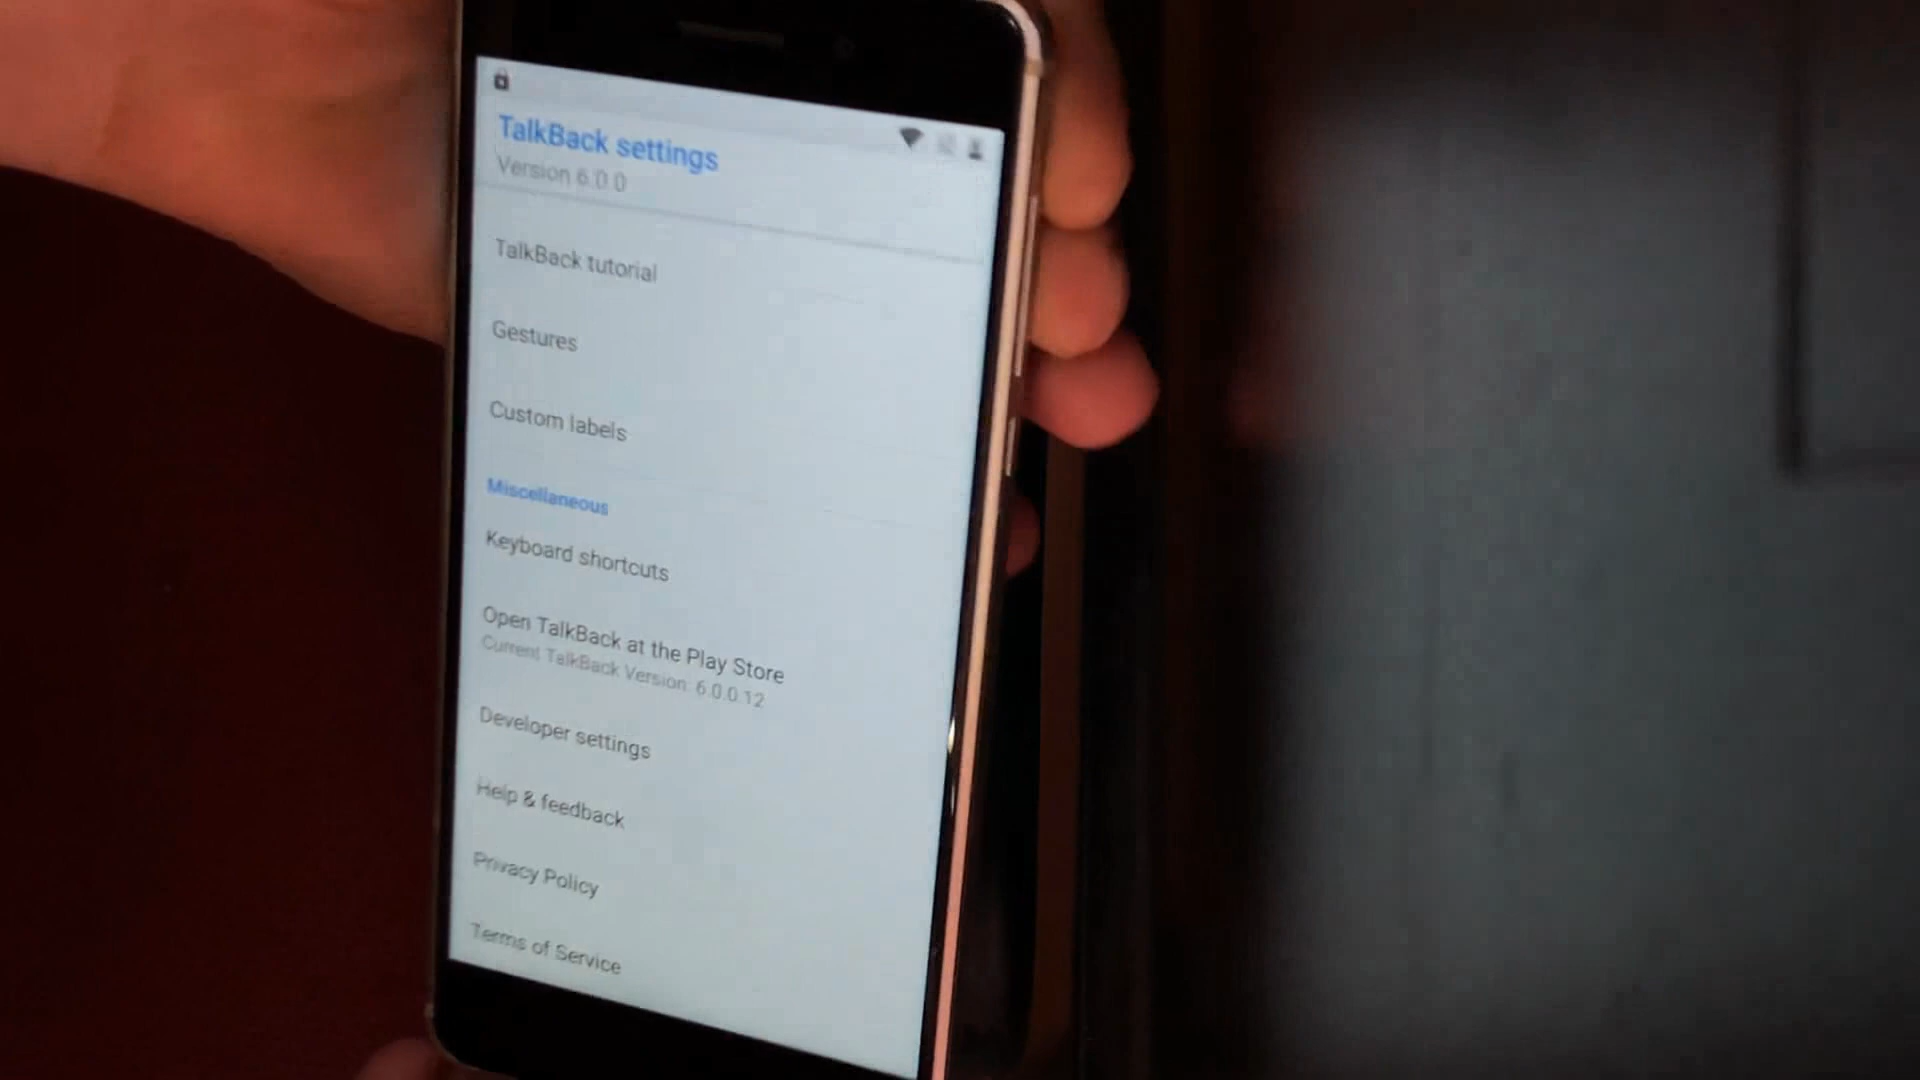 TalkBack settings
Version 6.0.0
TalkBack tutorial
Gestures
Custom labels
Miscellaneous
Keyboard shortcuts
Open TalkBack at the Play Store
Current TalkBack Version: 6.0.0.12
Developer settings
Help & feedback
Privacy Policy
Terms of Service